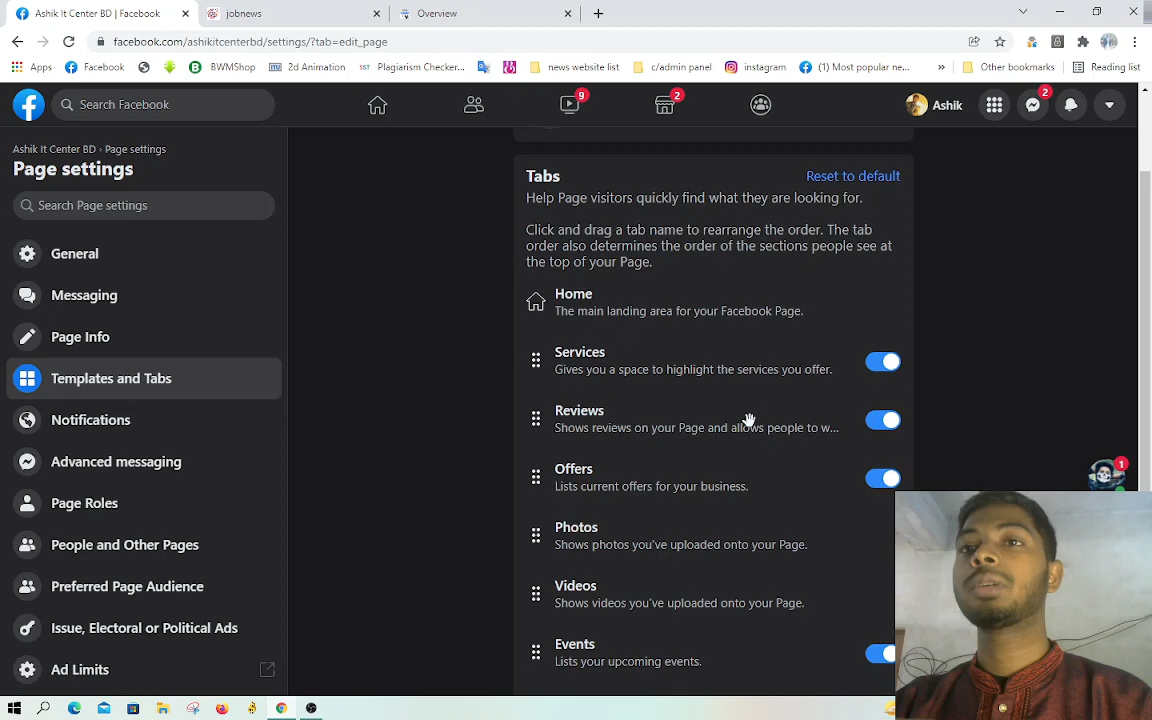 Ashik It Center BD | Facebook
jobnews
Overview
facebook.com/ashikitcenterbd/settings/?tab=edit_page
Apps
Facebook
BWMShop
2d Animation
SST
Plagiarism Checker...
news website list
c/admin panel
instagram
(1) Most popular ne...
»
Other bookmarks
Reading list
Search Facebook
9
2
Ashik
2
Ashik It Center BD › Page settings
Page settings
Search Page settings
General
Messaging
Page Info
Templates and Tabs
Notifications
Advanced messaging
Page Roles
People and Other Pages
Preferred Page Audience
Issue, Electoral or Political Ads
Ad Limits
Tabs
Reset to default
Help Page visitors quickly find what they are looking for.
Click and drag a tab name to rearrange the order. The tab
order also determines the order of the sections people see at
the top of your Page.
Home
The main landing area for your Facebook Page.
Services
Gives you a space to highlight the services you offer.
Reviews
Shows reviews on your Page and allows people to w...
Offers
Lists current offers for your business.
Photos
Shows photos you've uploaded onto your Page.
Videos
Shows videos you've uploaded onto your Page.
Events
Lists your upcoming events.
1